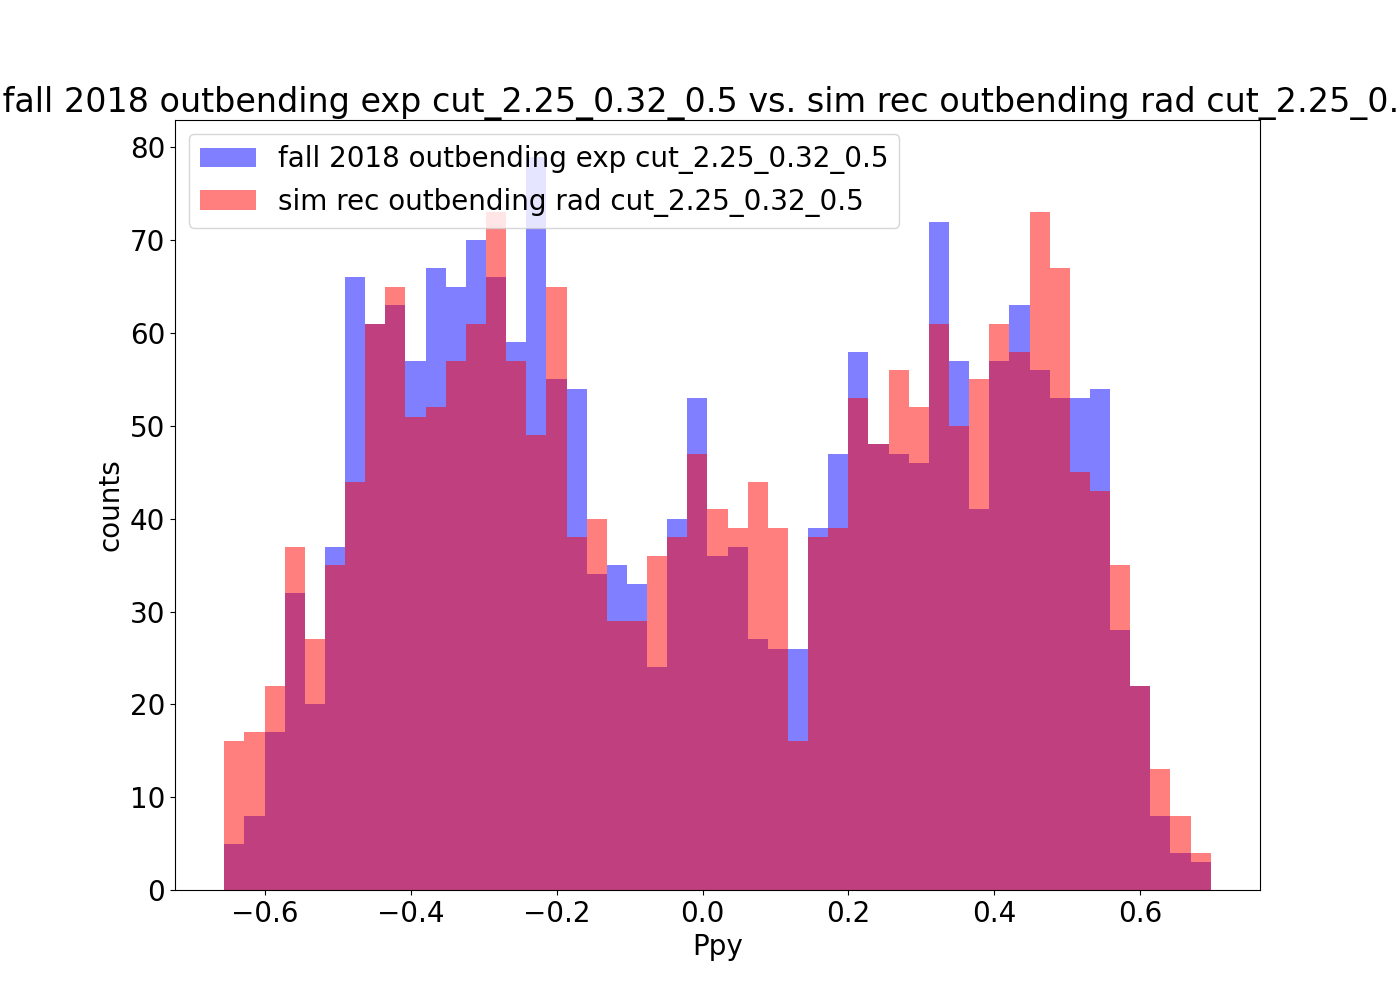 fall 2018 outbending exp cut_2.25_0.32_0.5 vs. sim rec outbending rad cut_2.25_0.
fall 2018 outbending exp cut_2.25_0.32_0.5
sim rec outbending rad cut_2.25_0.32_0.5
80
70
60
50
40
30
20
10
0
counts
−0.6 −0.4 −0.2 0.0 0.2 0.4 0.6
Ppy